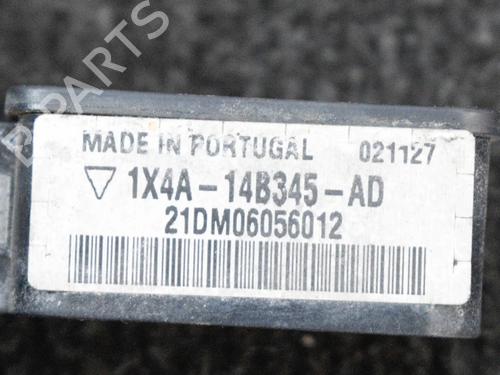 B-PARTS
MADE IN PORTUGAL 021127
1X4A-14B345-AD
21DM06056012